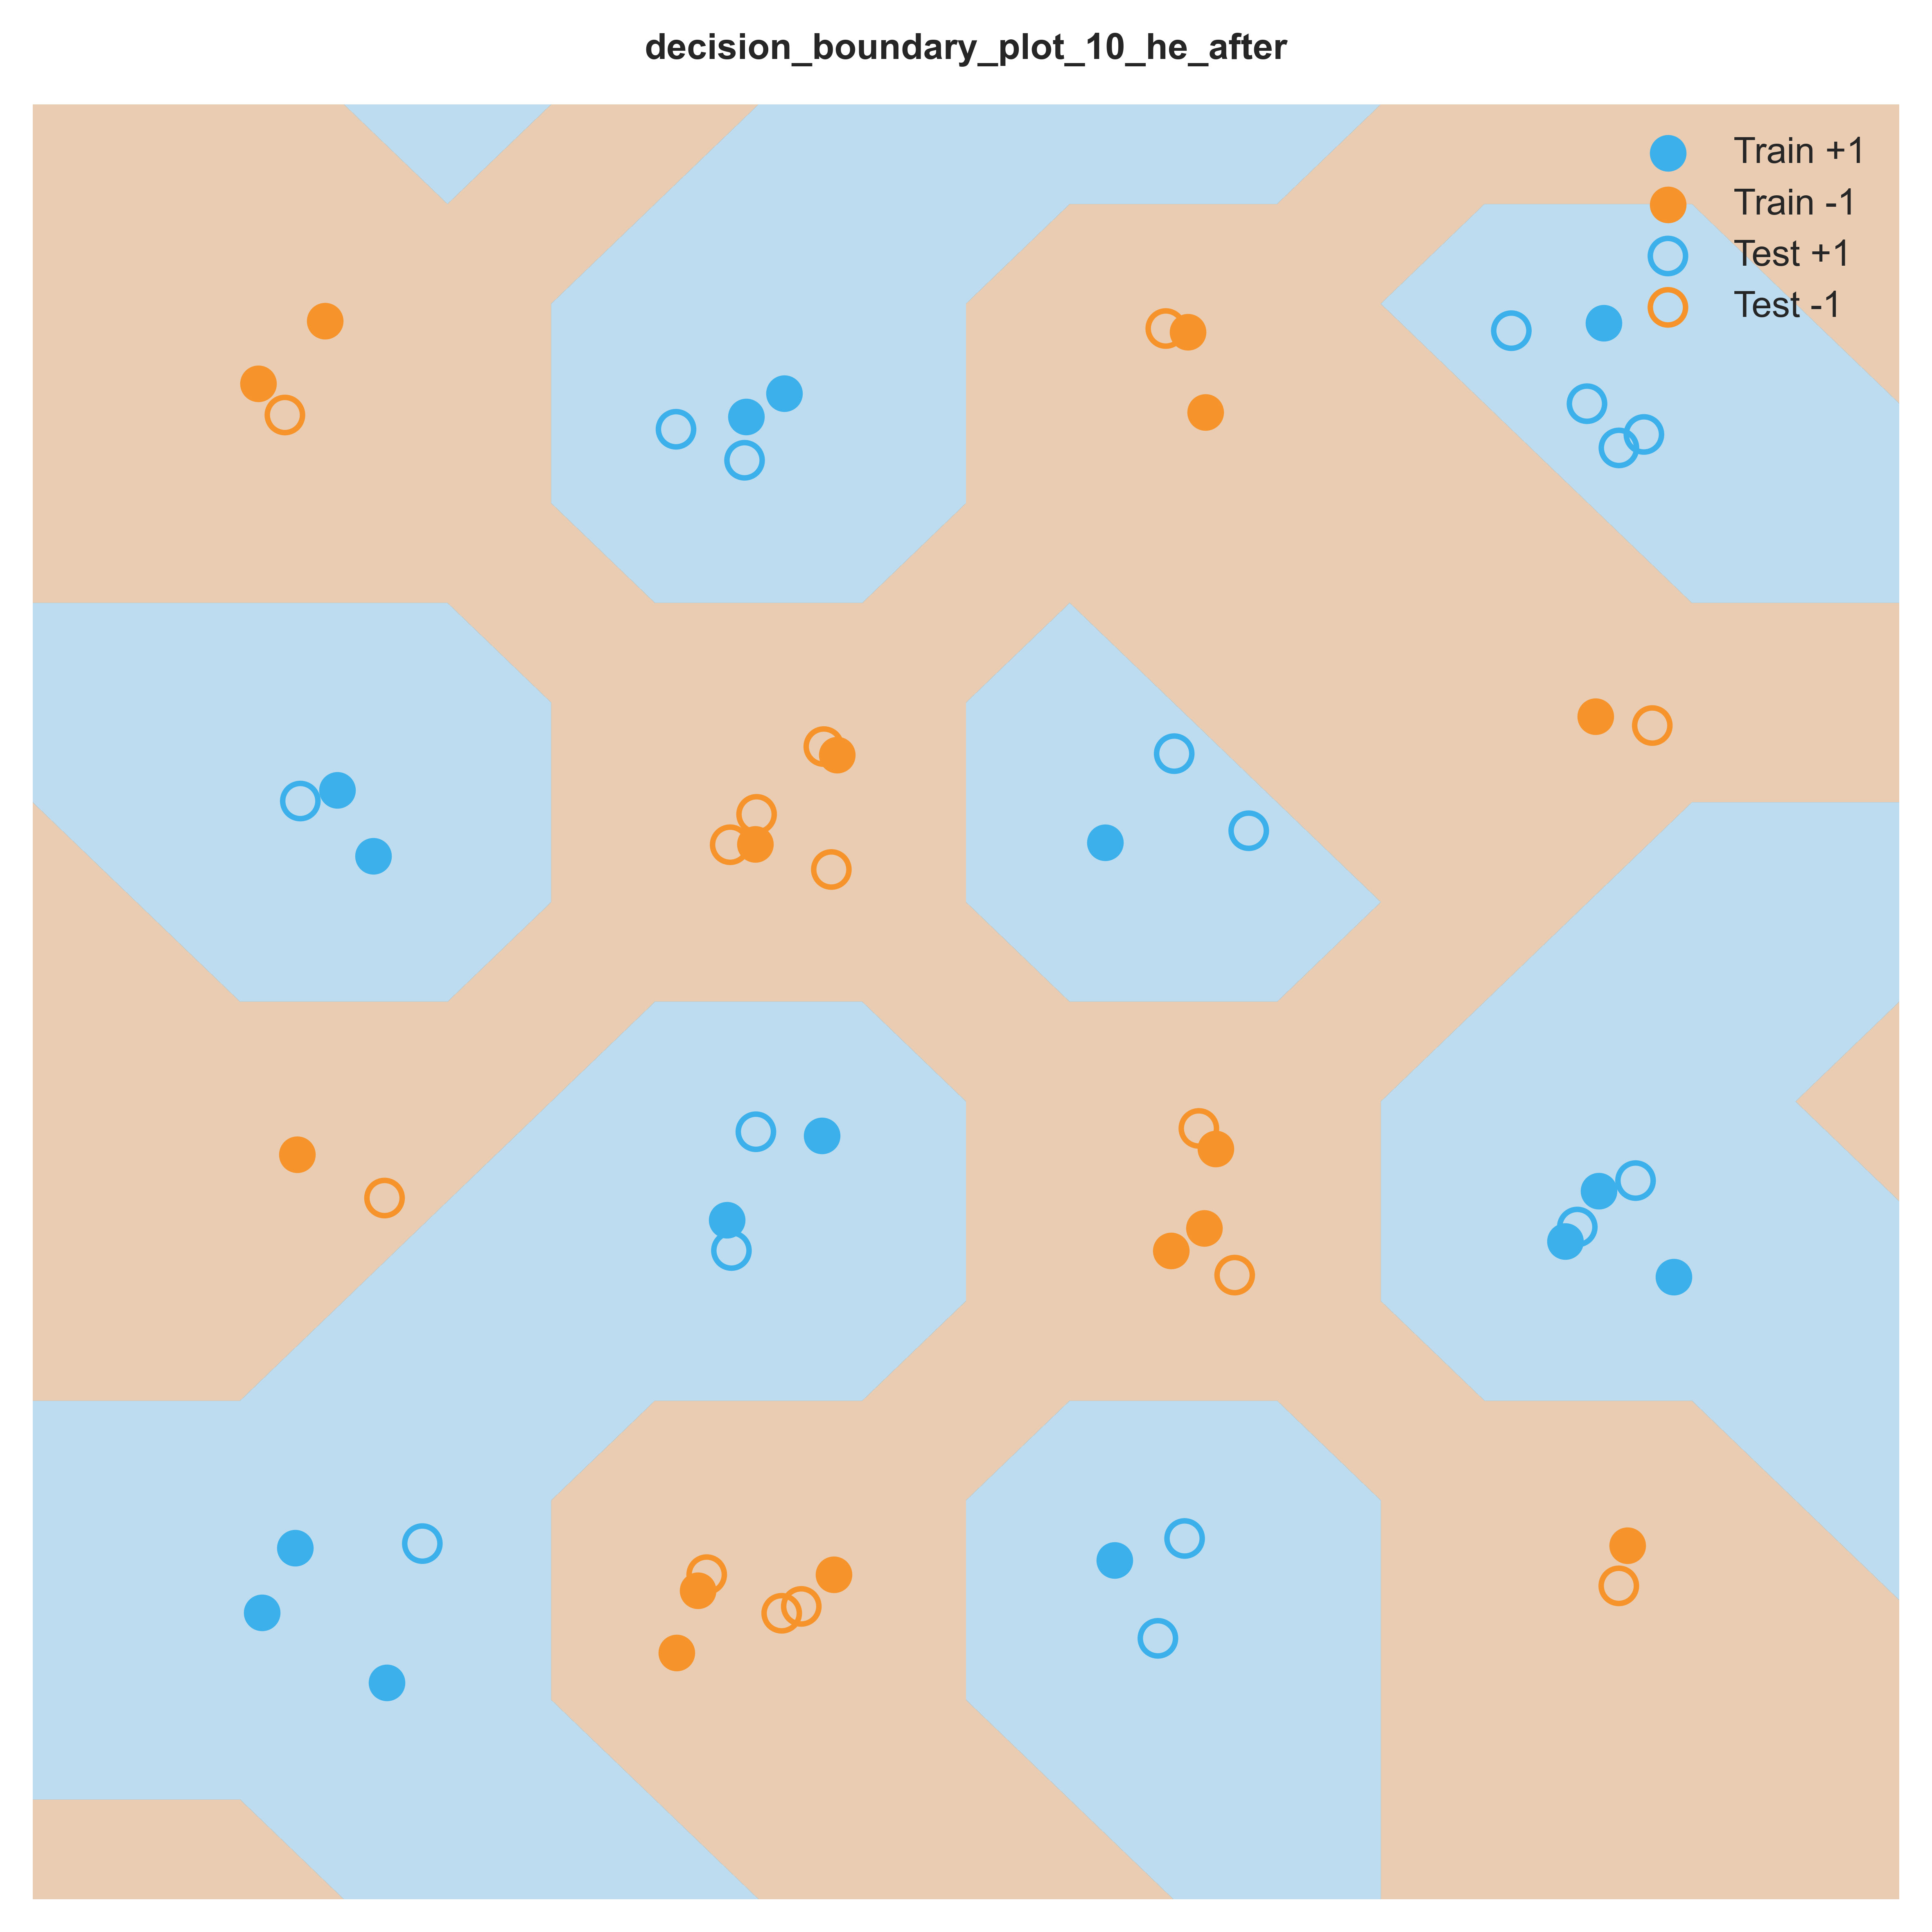 decision_boundary_plot_10_he_after
Train +1
Train -1
Test +1
Test -1